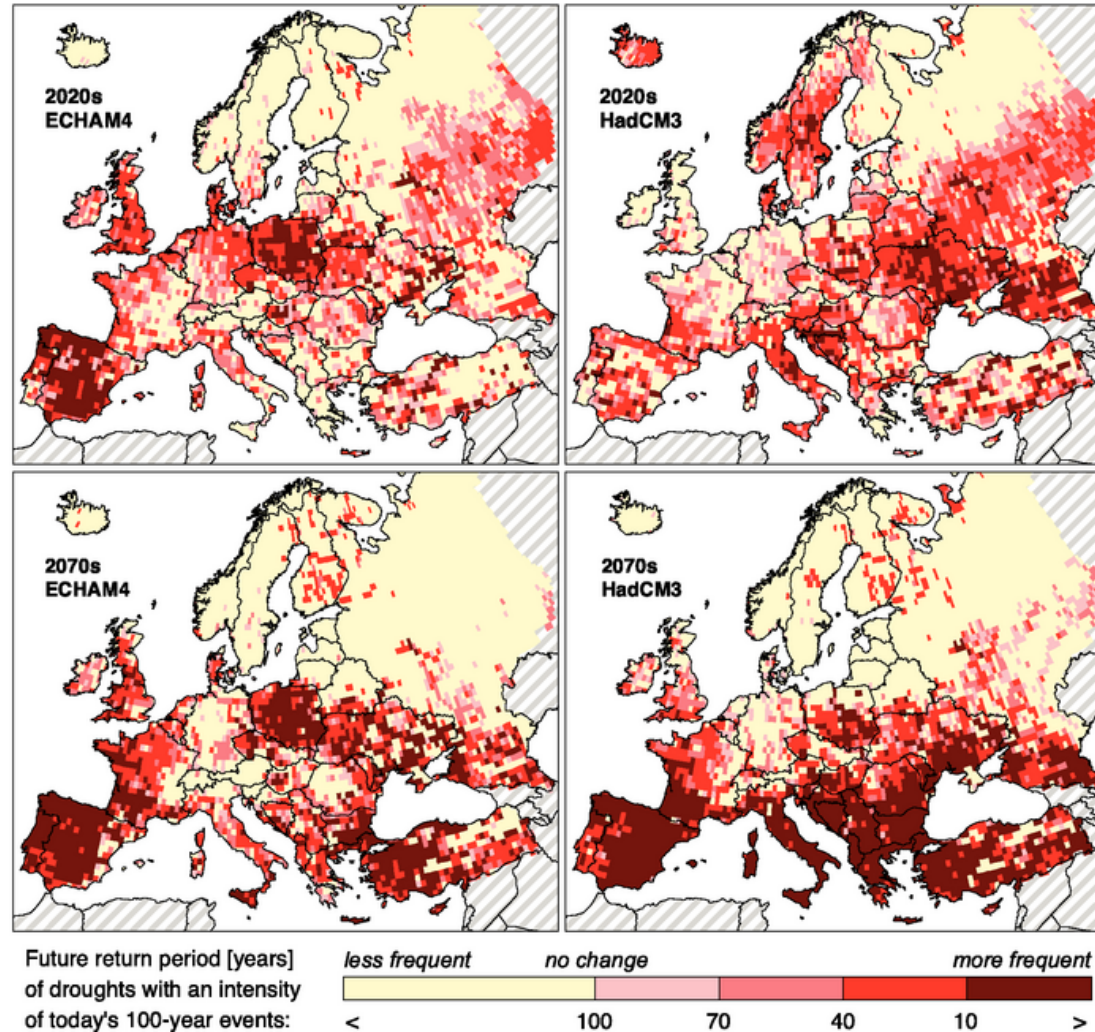 2020s
ECHAM4
2020s
HadCM3
2070s
ECHAM4
2070s
HadCM3
Future return period [years]
of droughts with an intensity
of today's 100-year events:
less frequent no change more frequent
< 100 70 40 10 >